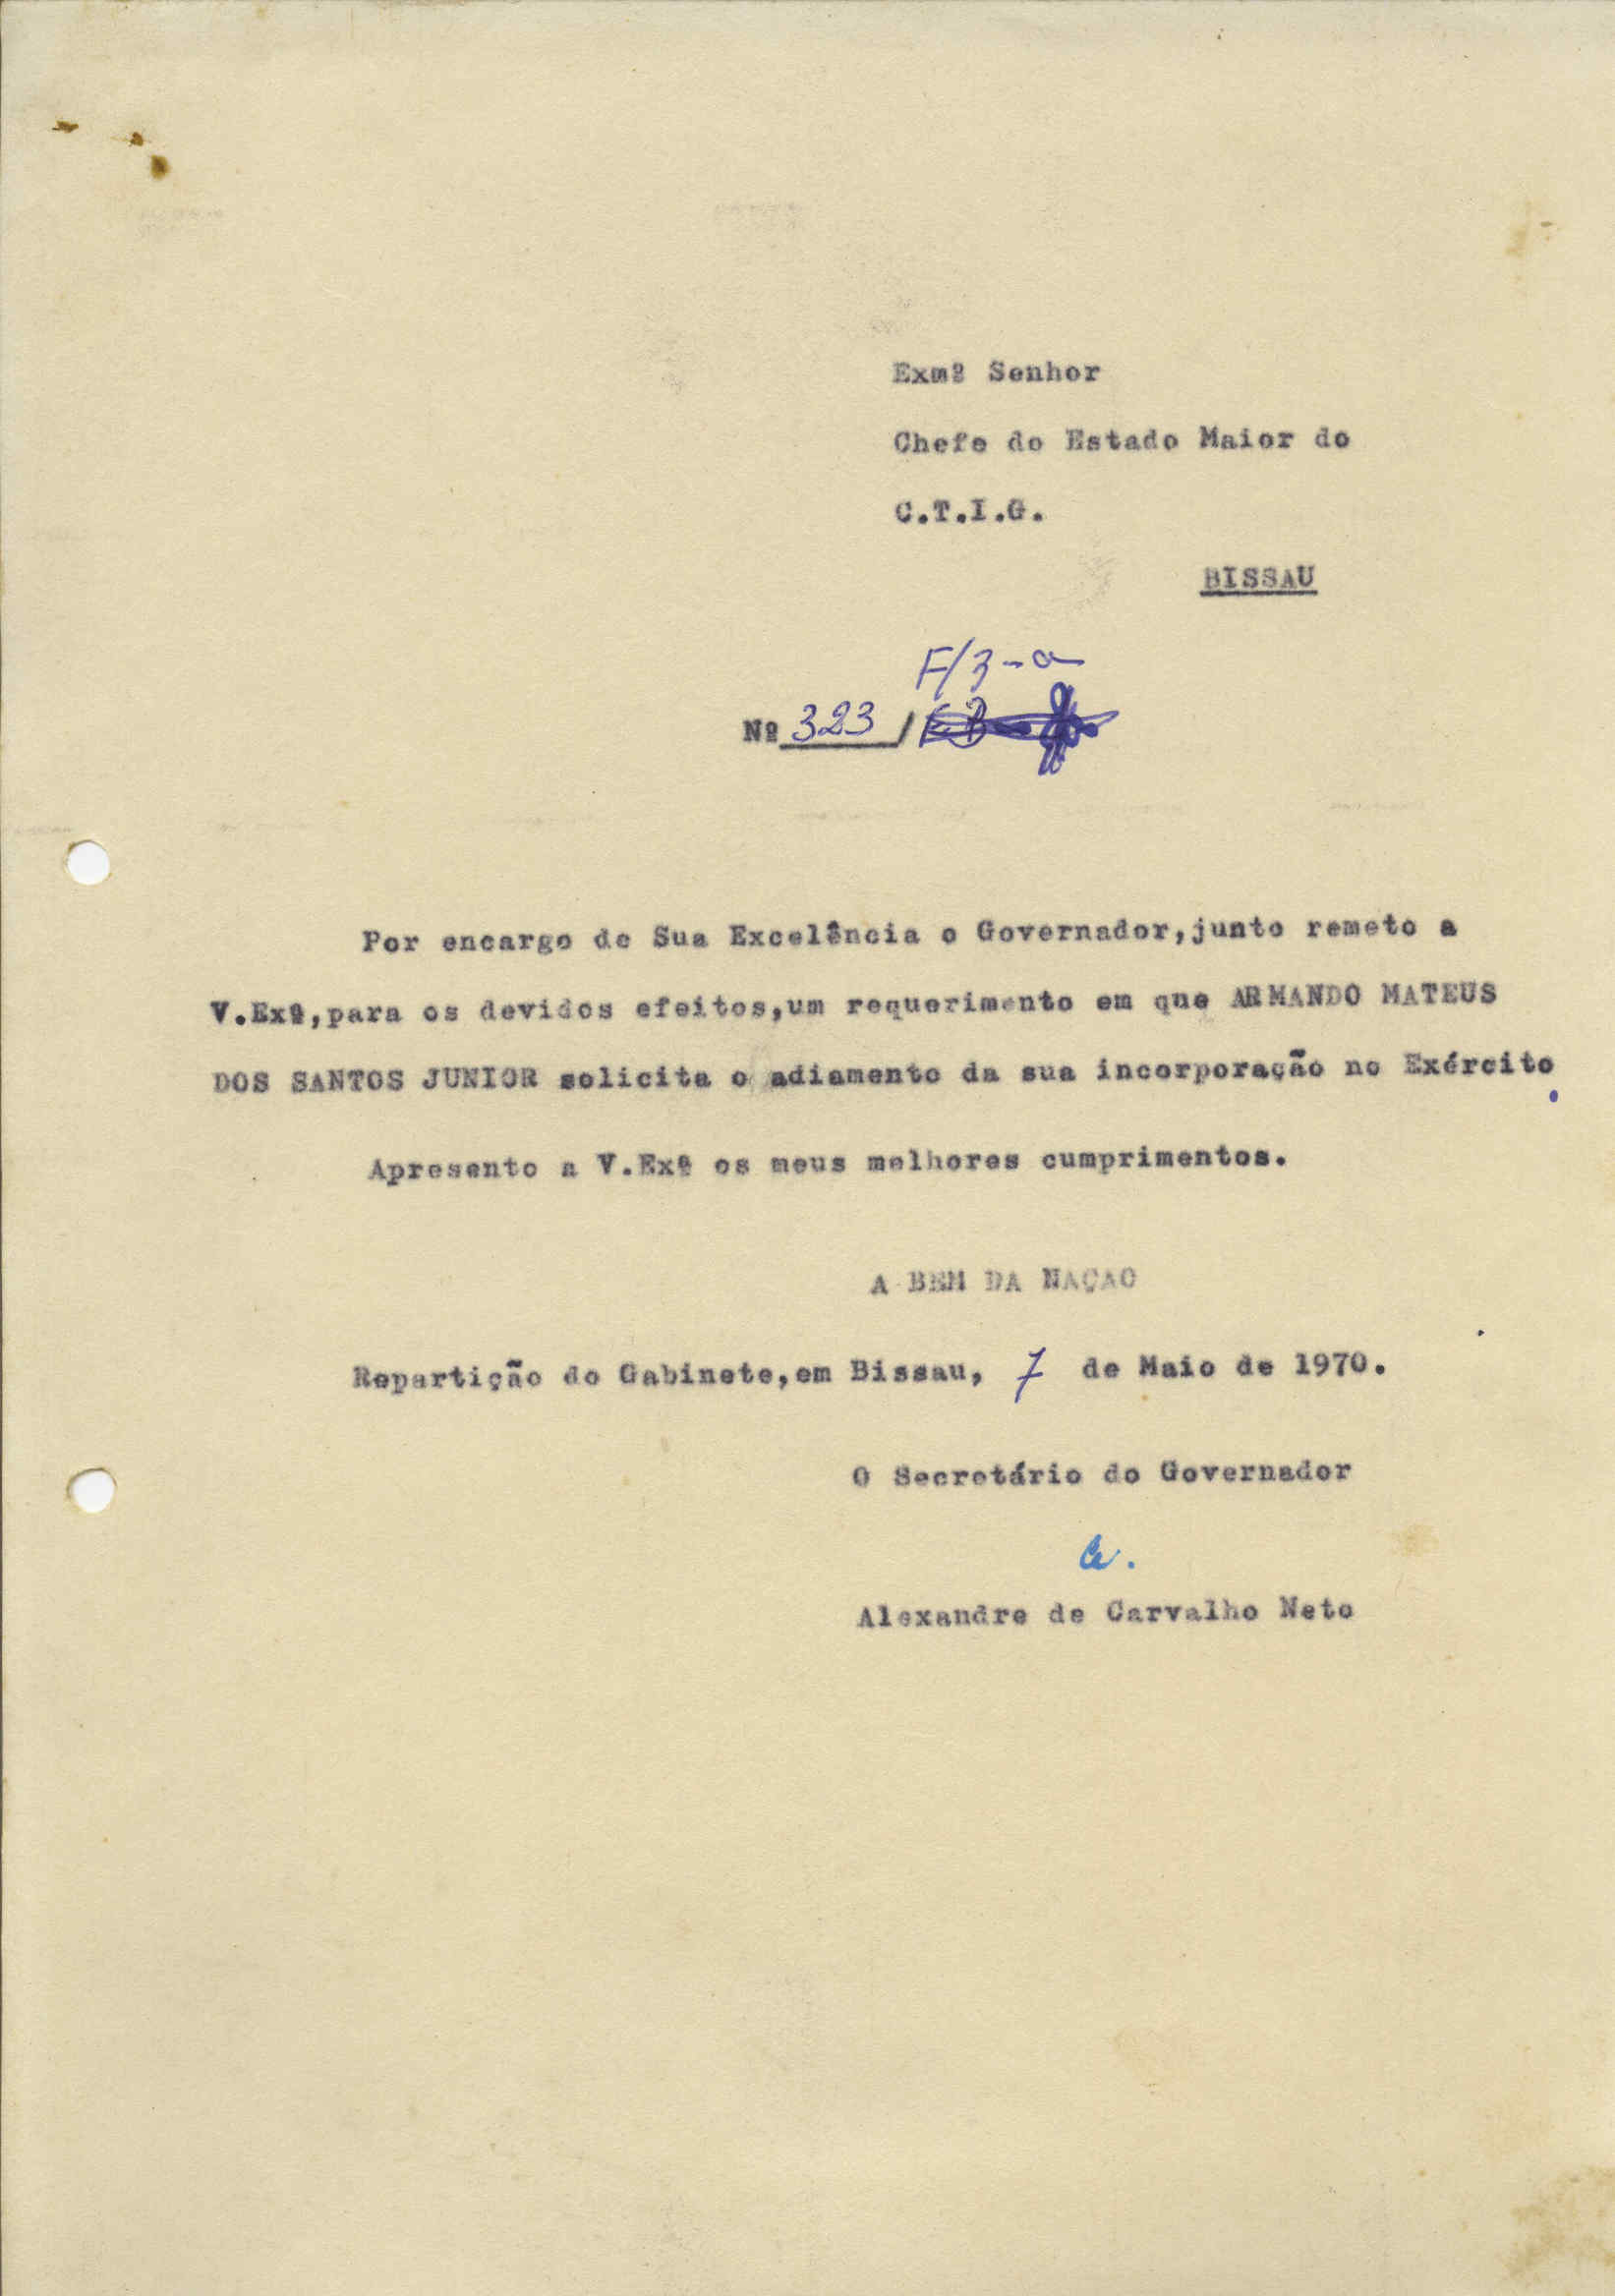 Exmº Senhor
Chefe do Estado Maior do
C.T.I.G.
BISSAU
F/3-a
Nº 323 /
Por encargo de Sua Excelência o Governador,junto remeto a
V.Exª,para os devidos efeitos,um requerimento em que ARMANDO MATEUS
DOS SANTOS JUNIOR solicita o adiamento da sua incorporação no Exército.
Apresento a V.Exª os meus melhores cumprimentos.
A BEM DA NAÇAO
Repartição do Gabinete,em Bissau, 7 de Maio de 1970.
O Secretário do Governador
Alexandre de Carvalho Neto